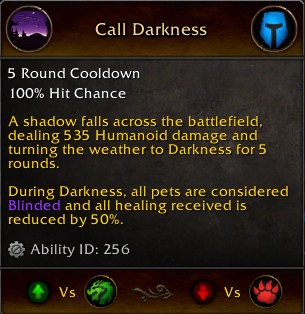 Call Darkness
5 Round Cooldown
100% Hit Chance
A shadow falls across the battlefield,
dealing 535 Humanoid damage and
turning the weather to Darkness for 5
rounds.
During Darkness, all pets are considered
Blinded and all healing received is
reduced by 50%.
Ability ID: 256
Vs Vs